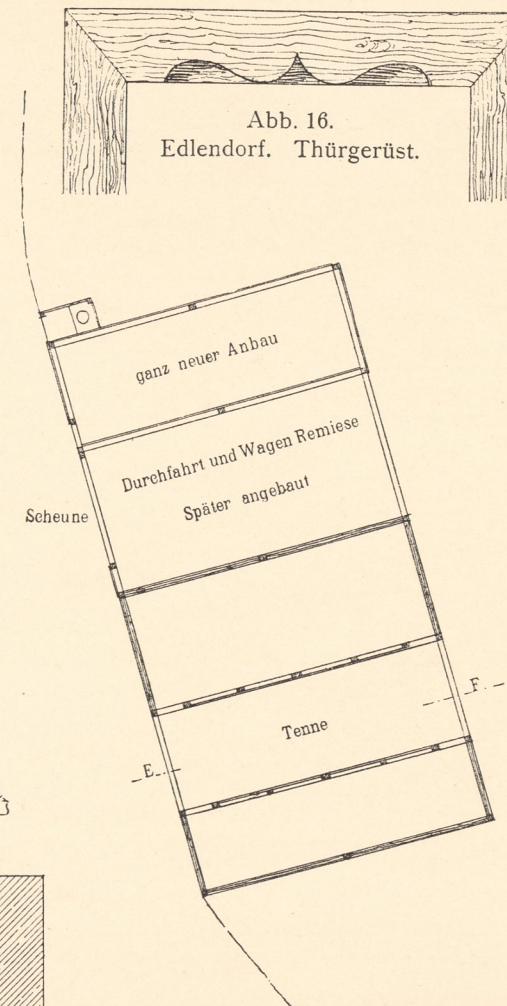 Abb. 16.
Edlendorf. Thürgerüst.
ganz neuer Anbau
Durchfahrt und Wagen Remiese
Später angebaut
Scheune
F.
Tenne
E.